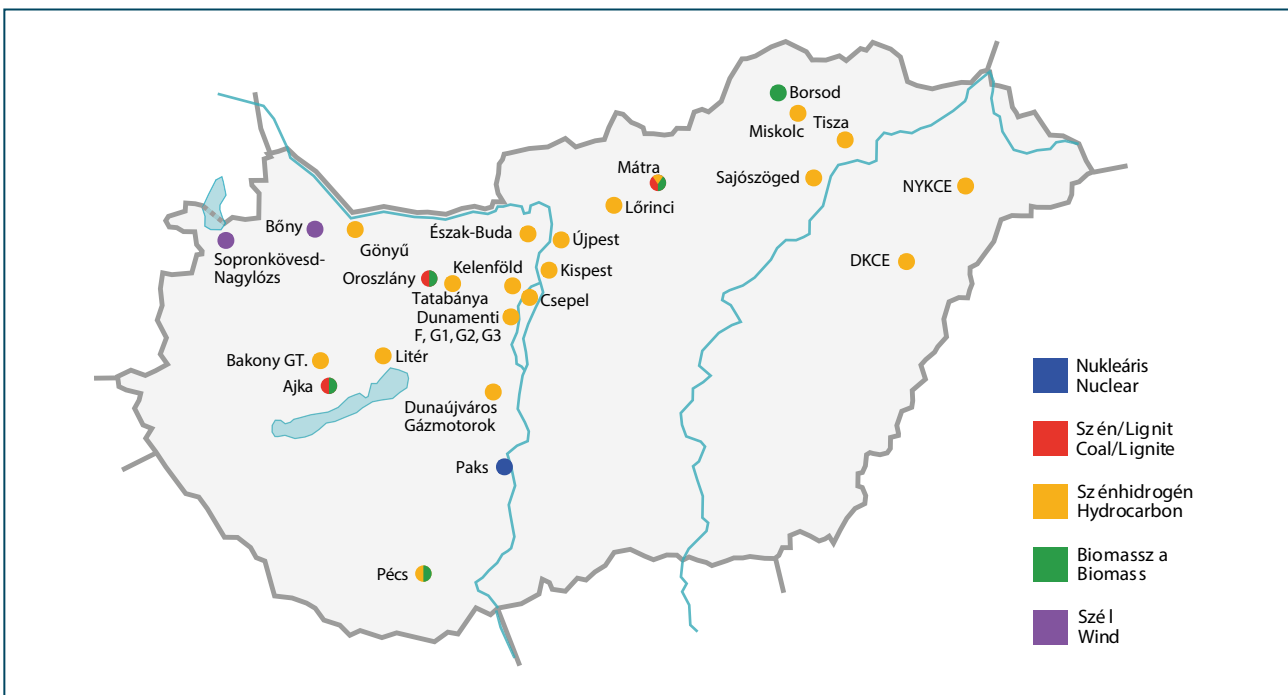 Borsod
Miskolc
Tisza
Mátra
Sajószöged
NYKCE
Lőrinci
Bőny
Gönyű
Észak-Buda
Újpest
Sopronkövesd-
Nagylózs
Oroszlány
Kelenföld
Kispest
DKCE
Tatabánya
Csepel
Dunamenti
F, G1, G2, G3
Bakony GT.
Litér
Ajka
Dunaújváros
Gázmotorok
Paks
Pécs
Nukleáris
Nuclear
Szén/Lignit
Coal/Lignite
Szénhidrogén
Hydrocarbon
Biomassza
Biomass
Szél
Wind